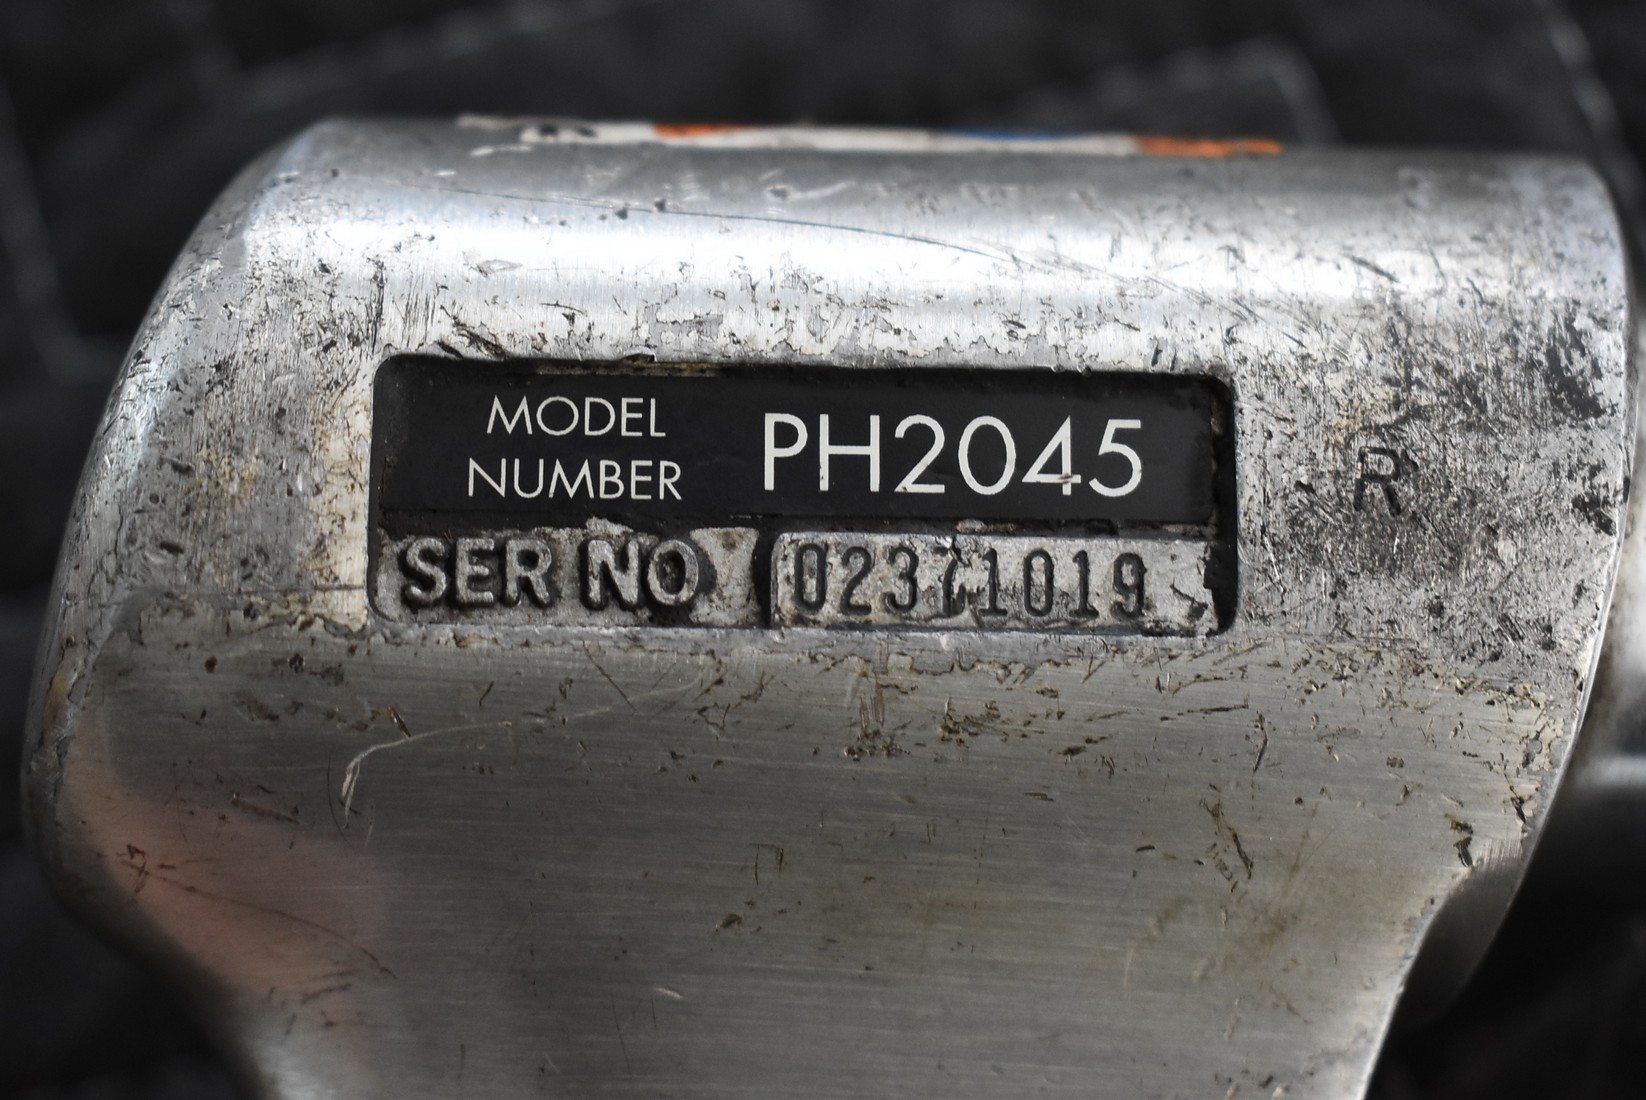 MODEL
NUMBER
PH2045
R
SER NO 02371019